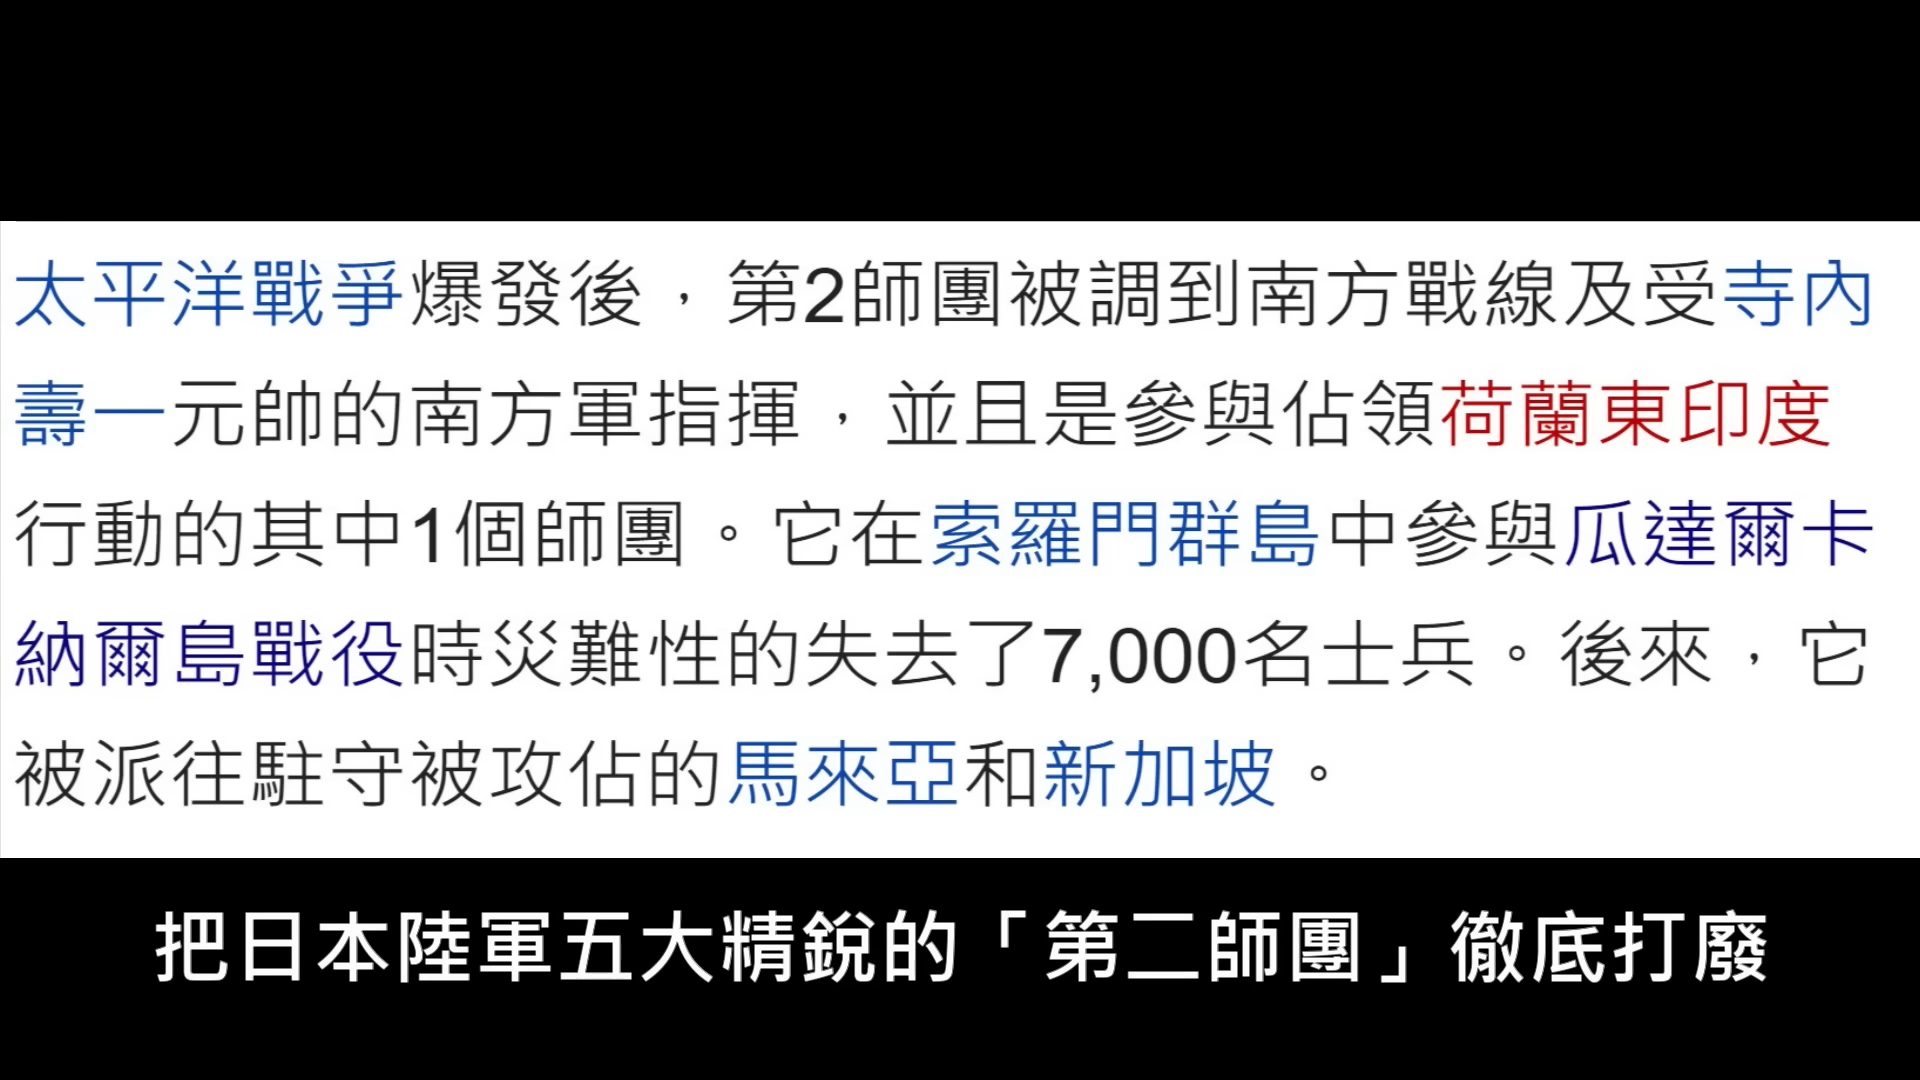 太平洋戰爭爆發後，第2師團被調到南方戰線及受寺內
壽一元帥的南方軍指揮，並且是參與佔領荷蘭東印度
行動的其中1個師團。它在索羅門群島中參與瓜達爾卡
納爾島戰役時災難性的失去了7,000名士兵。後來，它
被派往駐守被攻佔的馬來亞和新加坡。
把日本陸軍五大精銳的「第二師團」徹底打廢